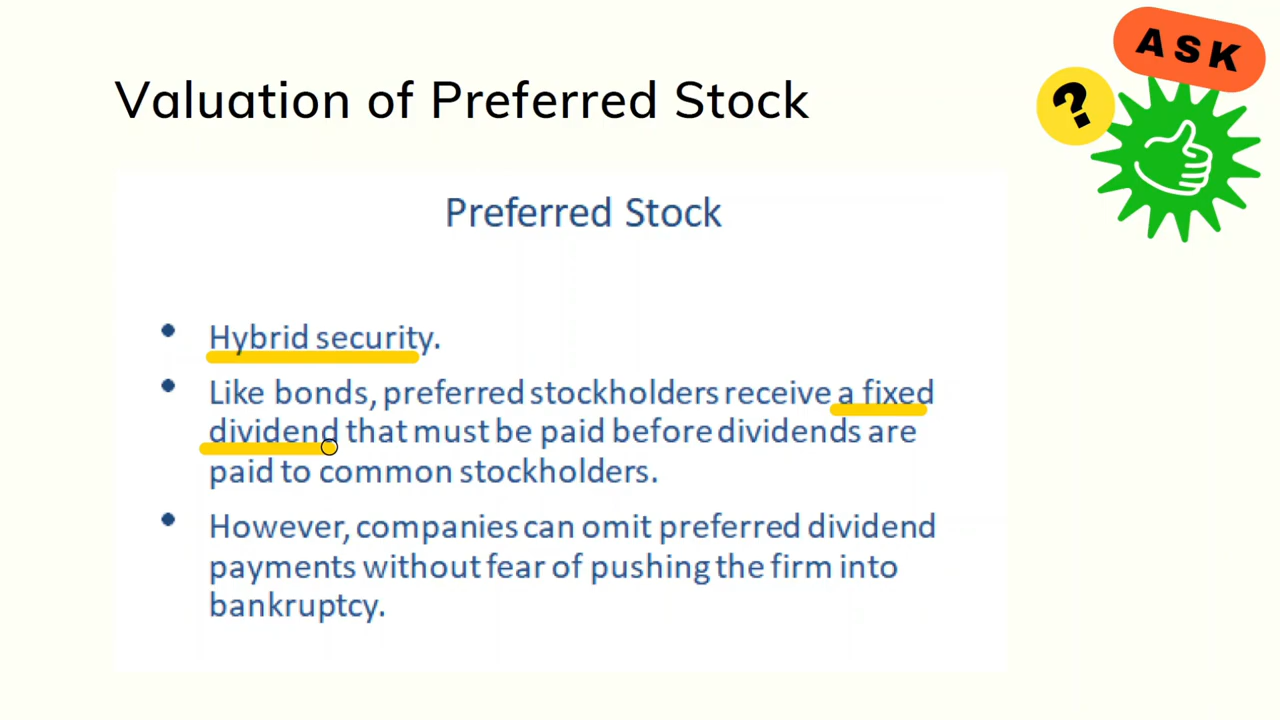 ASK
?
Valuation of Preferred Stock
Preferred Stock
• Hybrid security.
• Like bonds, preferred stockholders receive a fixed
dividend that must be paid before dividends are
paid to common stockholders.
• However, companies can omit preferred dividend
payments without fear of pushing the firm into
bankruptcy.